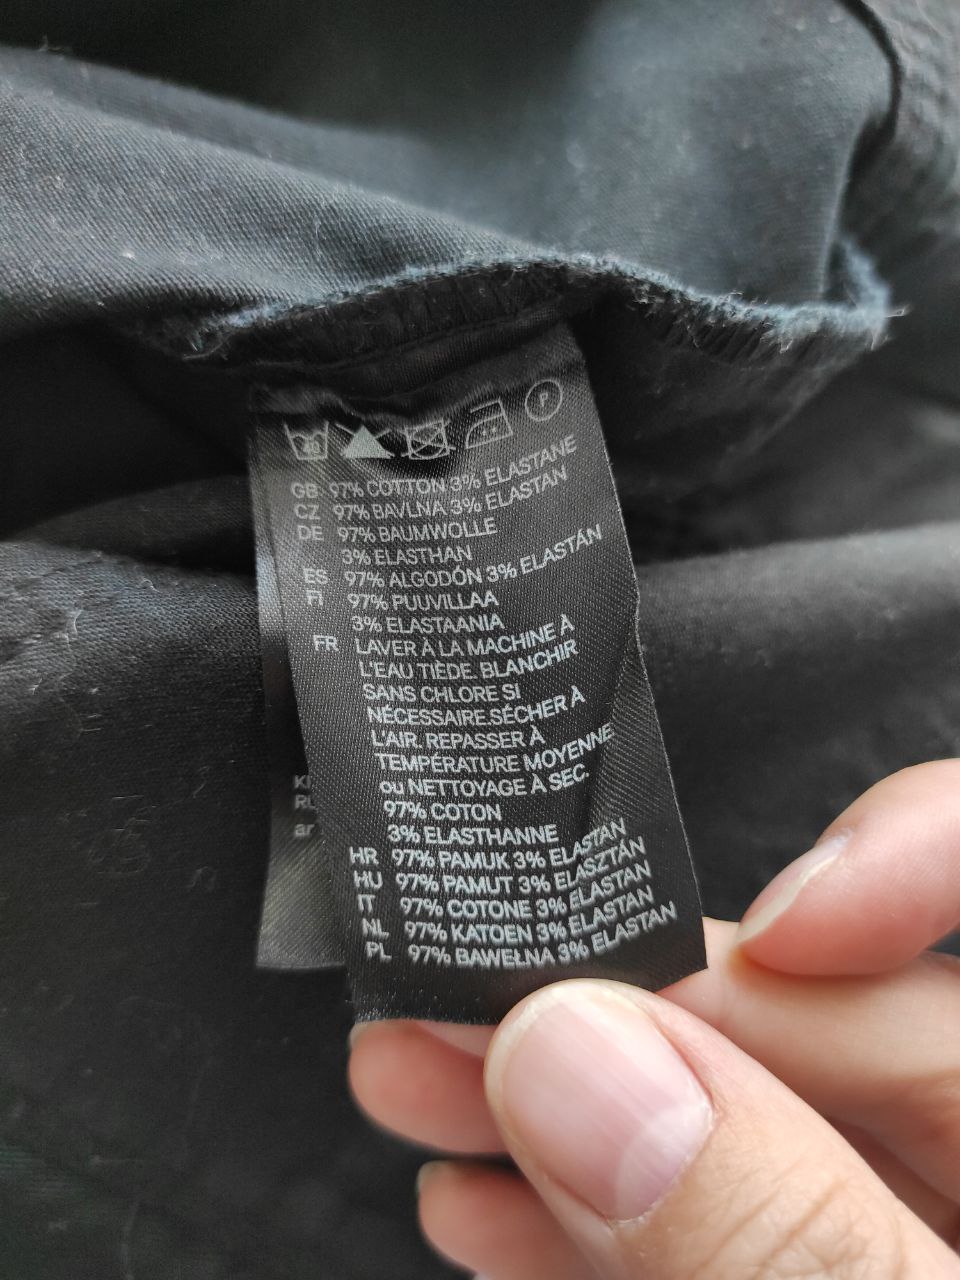 40
P
GB 97% COTTON 3% ELASTANE
CZ 97% BAVLNA 3% ELASTAN
DE 97% BAUMWOLLE
3% ELASTHAN
ES 97% ALGODÓN 3% ELASTÁN
FI 97% PUUVILLAA
3% ELASTAANIA
FR LAVER À LA MACHINE À
L'EAU TIÈDE. BLANCHIR
SANS CHLORE SI
NÉCESSAIRE.SÉCHER À
L'AIR. REPASSER À
TEMPÉRATURE MOYENNE.
ou NETTOYAGE À SEC.
97% COTON
3% ELASTHANNE
HR 97% PAMUK 3% ELASTAN
HU 97% PAMUT 3% ELASZTÁN
IT 97% COTONE 3% ELASTAN
NL 97% KATOEN 3% ELASTAN
PL 97% BAWEŁNA 3% ELASTAN